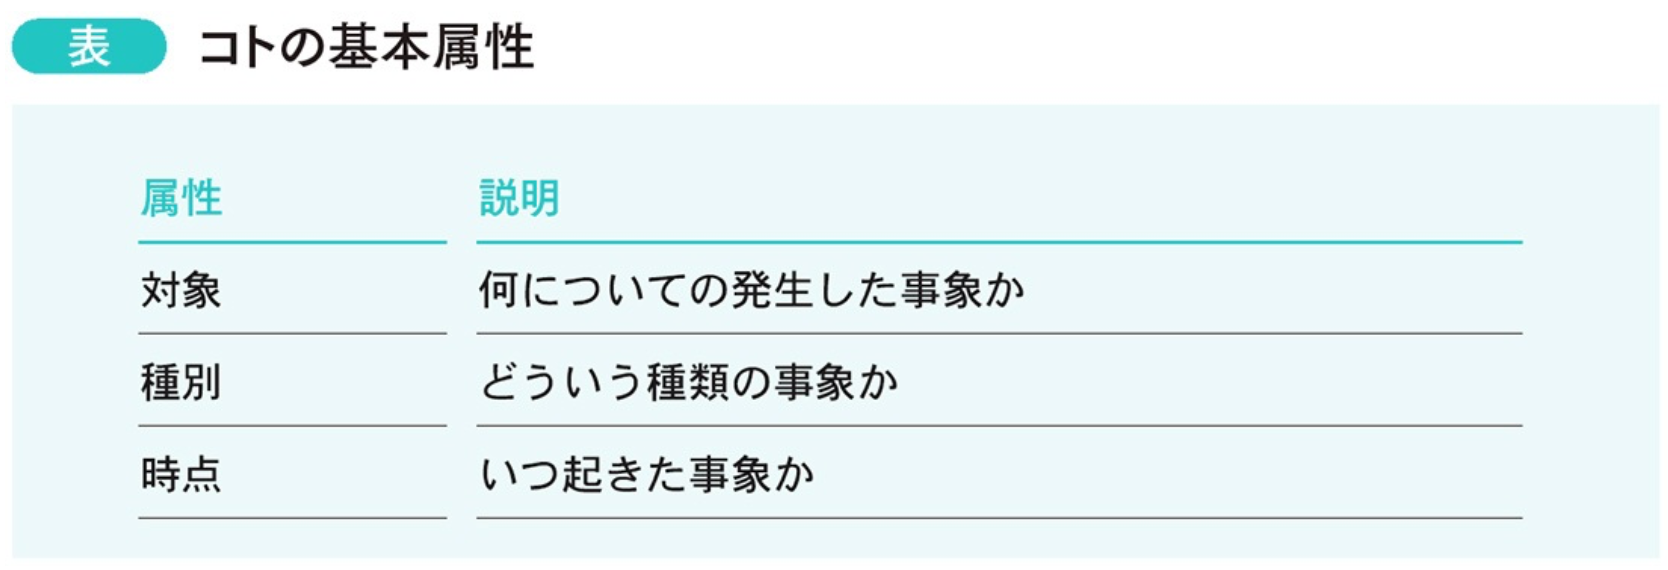 表 コトの基本属性
属性 説明
対象 何についての発生した事象か
種別 どういう種類の事象か
時点 いつ起きた事象か